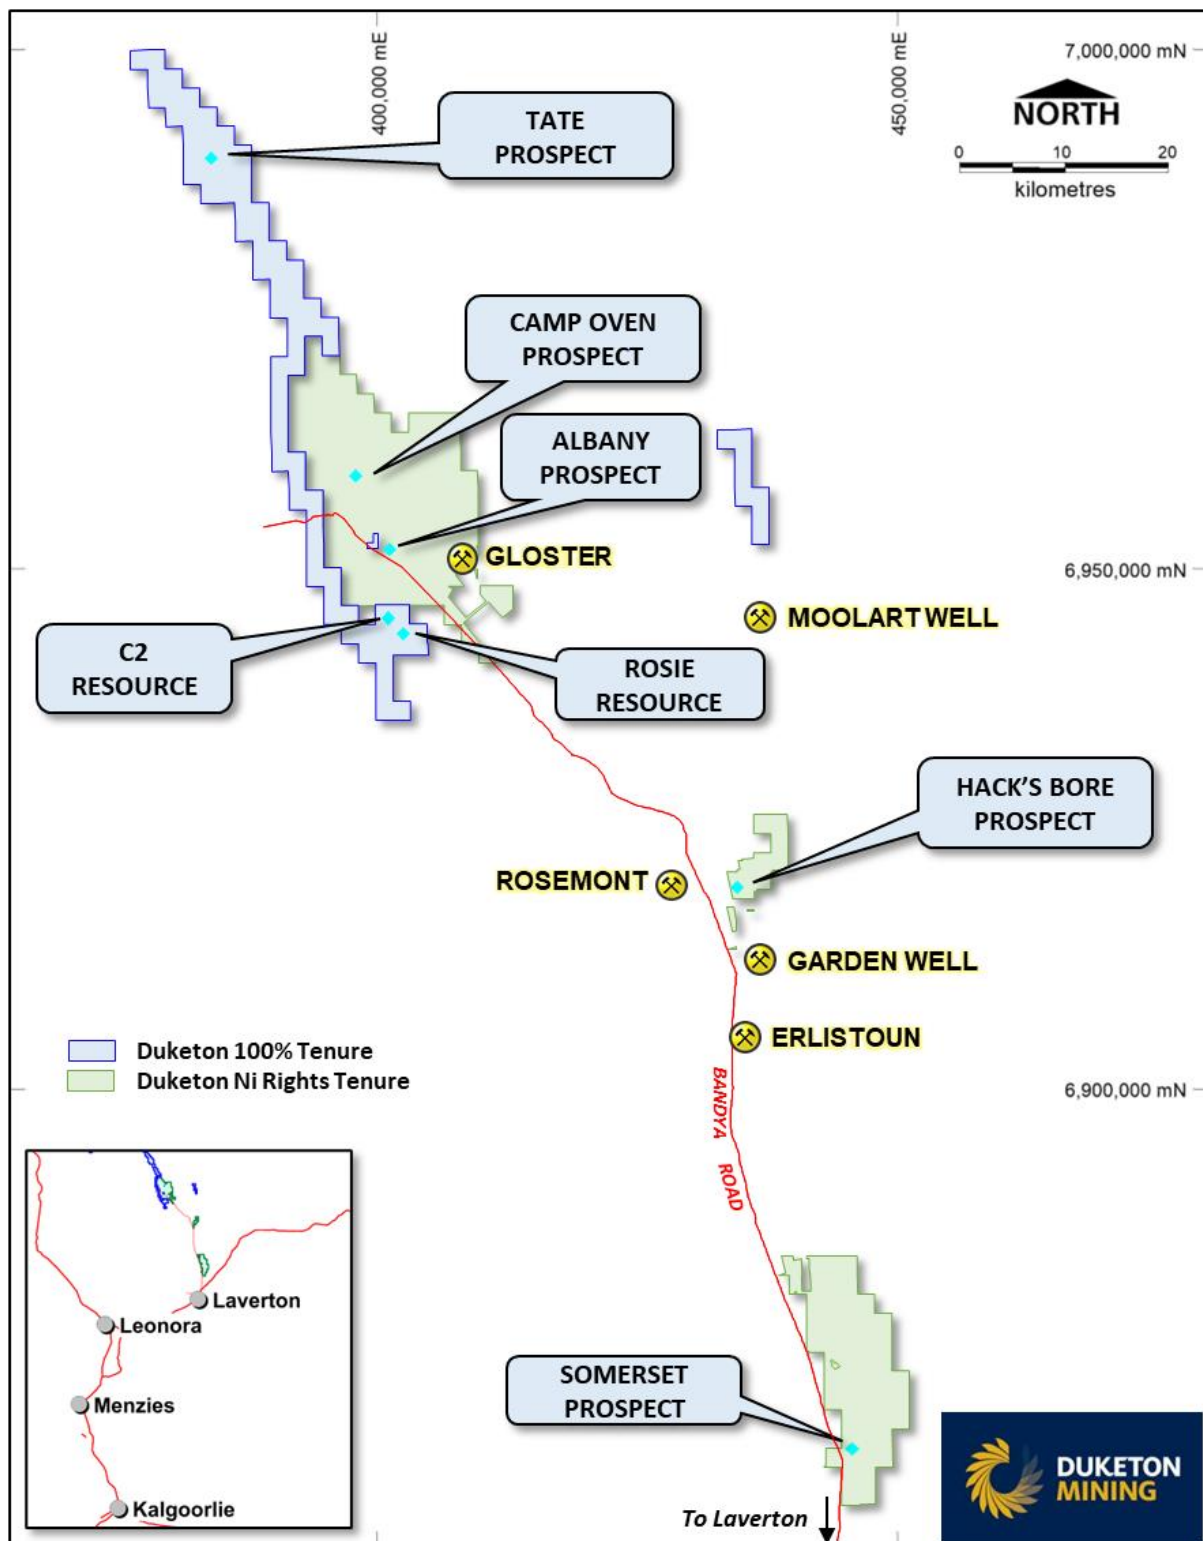 400,000 mE
450,000 mE
7,000,000 mN
NORTH
0 10 20
kilometres
TATE
PROSPECT
CAMP OVEN
PROSPECT
ALBANY
PROSPECT
GLOSTER
6,950,000 mN
MOOLART WELL
C2
RESOURCE
ROSIE
RESOURCE
HACK'S BORE
PROSPECT
ROSEMONT
GARDEN WELL
ERLISTOUN
Duketon 100% Tenure
Duketon Ni Rights Tenure
BANDYA
ROAD
6,900,000 mN
Laverton
Leonora
Menzies
Kalgoorlie
SOMERSET
PROSPECT
To Laverton
DUKETON
MINING